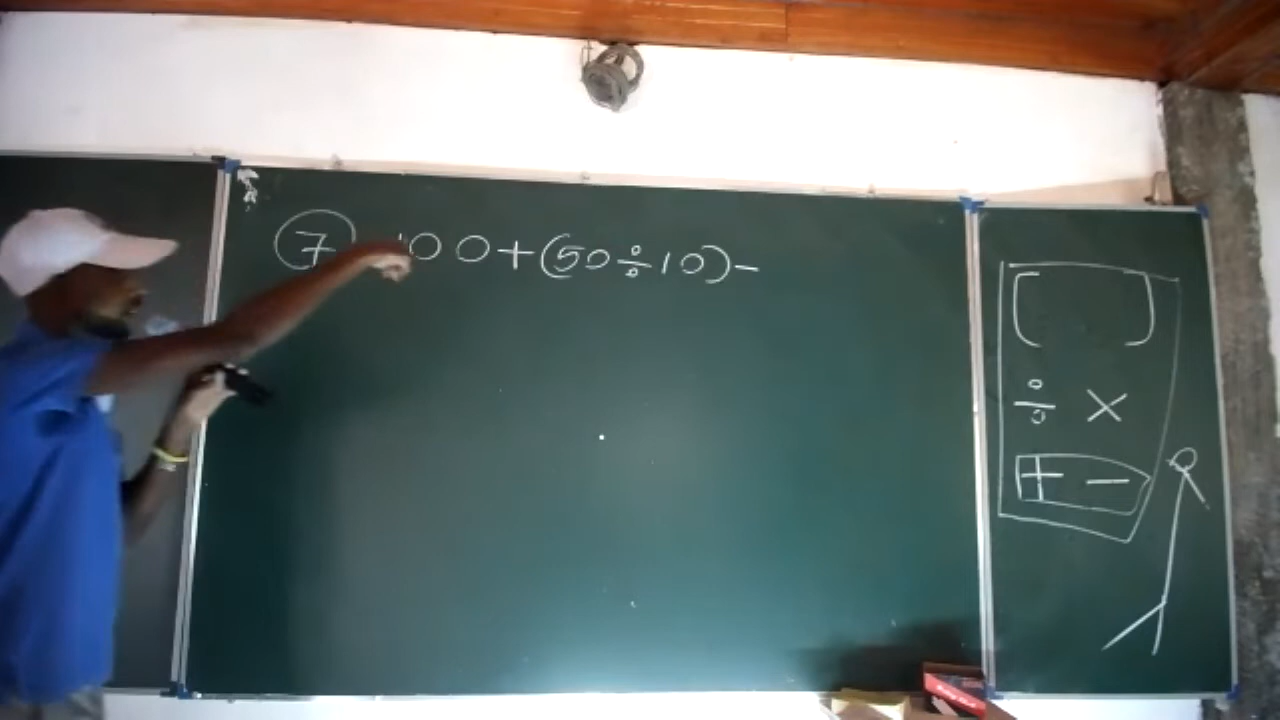 7 100+(50÷10)-
[ ]
÷ ×
+ -